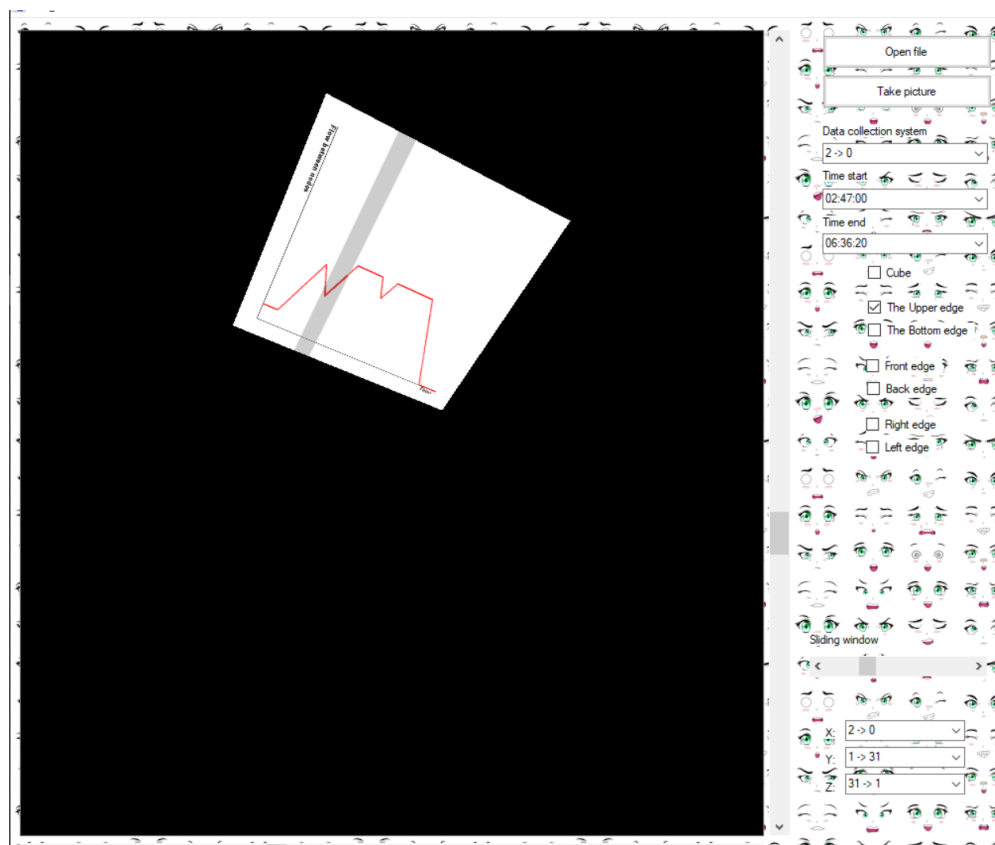 Flow between nodes
Time
Open file
Take picture
Data collection system
2 -> 0
Time start
02:47:00
Time end
06:36:20
Cube
The Upper edge
The Bottom edge
Front edge
Back edge
Right edge
Left edge
Sliding window
X: 2 -> 0
Y: 1 -> 31
Z: 31 -> 1